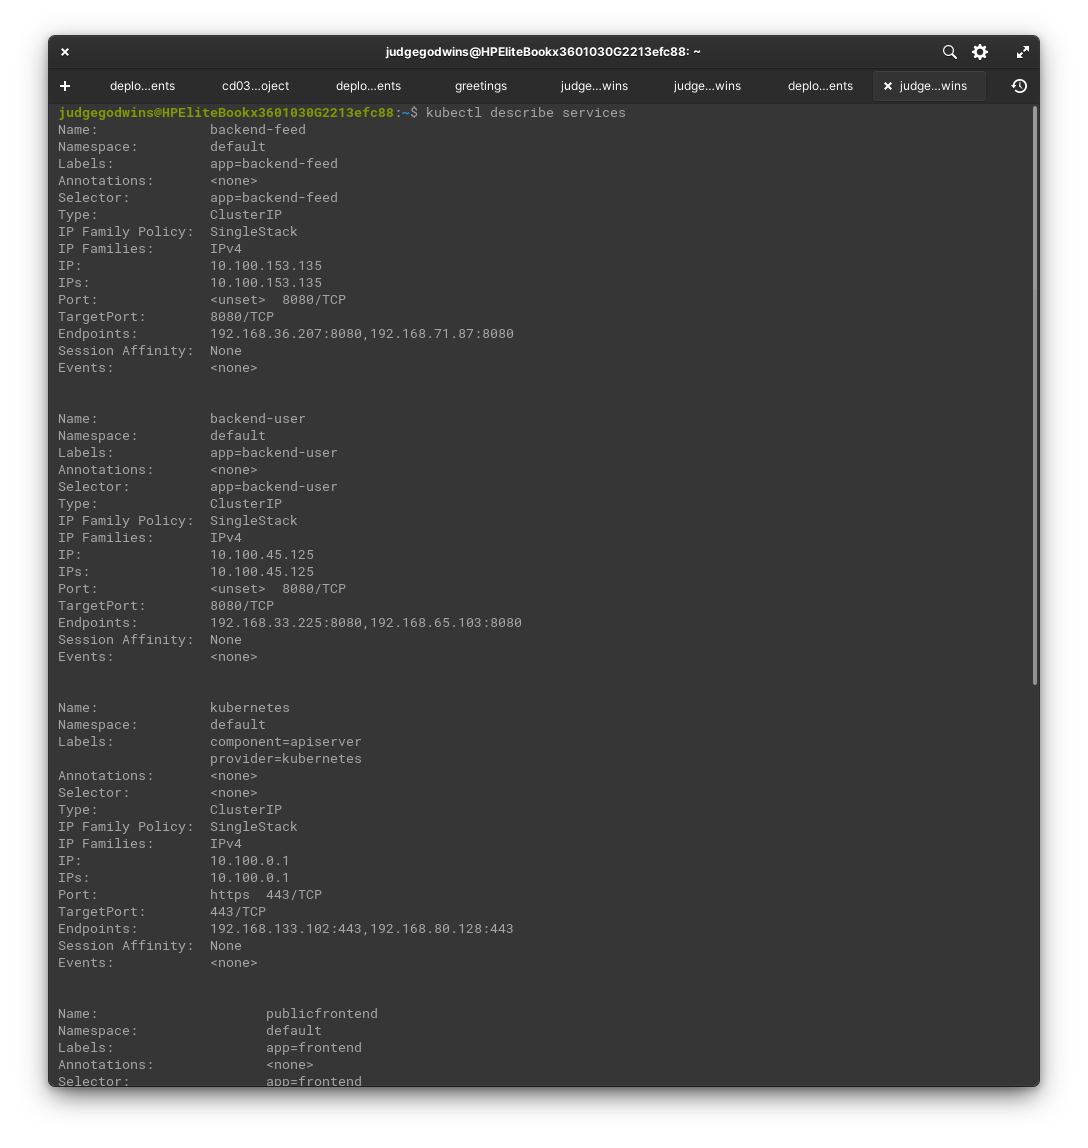 judgegodwins@HPEliteBookx3601030G2213efc88: ~
deplo...ents cd03...oject deplo...ents greetings judge...wins judge...wins deplo...ents judge...wins
judgegodwins@HPEliteBookx3601030G2213efc88:~$ kubectl describe services
Name:              backend-feed
Namespace:         default
Labels:            app=backend-feed
Annotations:       <none>
Selector:          app=backend-feed
Type:              ClusterIP
IP Family Policy:  SingleStack
IP Families:       IPv4
IP:                10.100.153.135
IPs:               10.100.153.135
Port:              <unset>  8080/TCP
TargetPort:        8080/TCP
Endpoints:         192.168.36.207:8080,192.168.71.87:8080
Session Affinity:  None
Events:            <none>
Name:              backend-user
Namespace:         default
Labels:            app=backend-user
Annotations:       <none>
Selector:          app=backend-user
Type:              ClusterIP
IP Family Policy:  SingleStack
IP Families:       IPv4
IP:                10.100.45.125
IPs:               10.100.45.125
Port:              <unset>  8080/TCP
TargetPort:        8080/TCP
Endpoints:         192.168.33.225:8080,192.168.65.103:8080
Session Affinity:  None
Events:            <none>
Name:              kubernetes
Namespace:         default
Labels:            component=apiserver
                   provider=kubernetes
Annotations:       <none>
Selector:          <none>
Type:              ClusterIP
IP Family Policy:  SingleStack
IP Families:       IPv4
IP:                10.100.0.1
IPs:               10.100.0.1
Port:              https  443/TCP
TargetPort:        443/TCP
Endpoints:         192.168.133.102:443,192.168.80.128:443
Session Affinity:  None
Events:            <none>
Name:                     publicfrontend
Namespace:                default
Labels:                   app=frontend
Annotations:              <none>
Selector:                 app=frontend